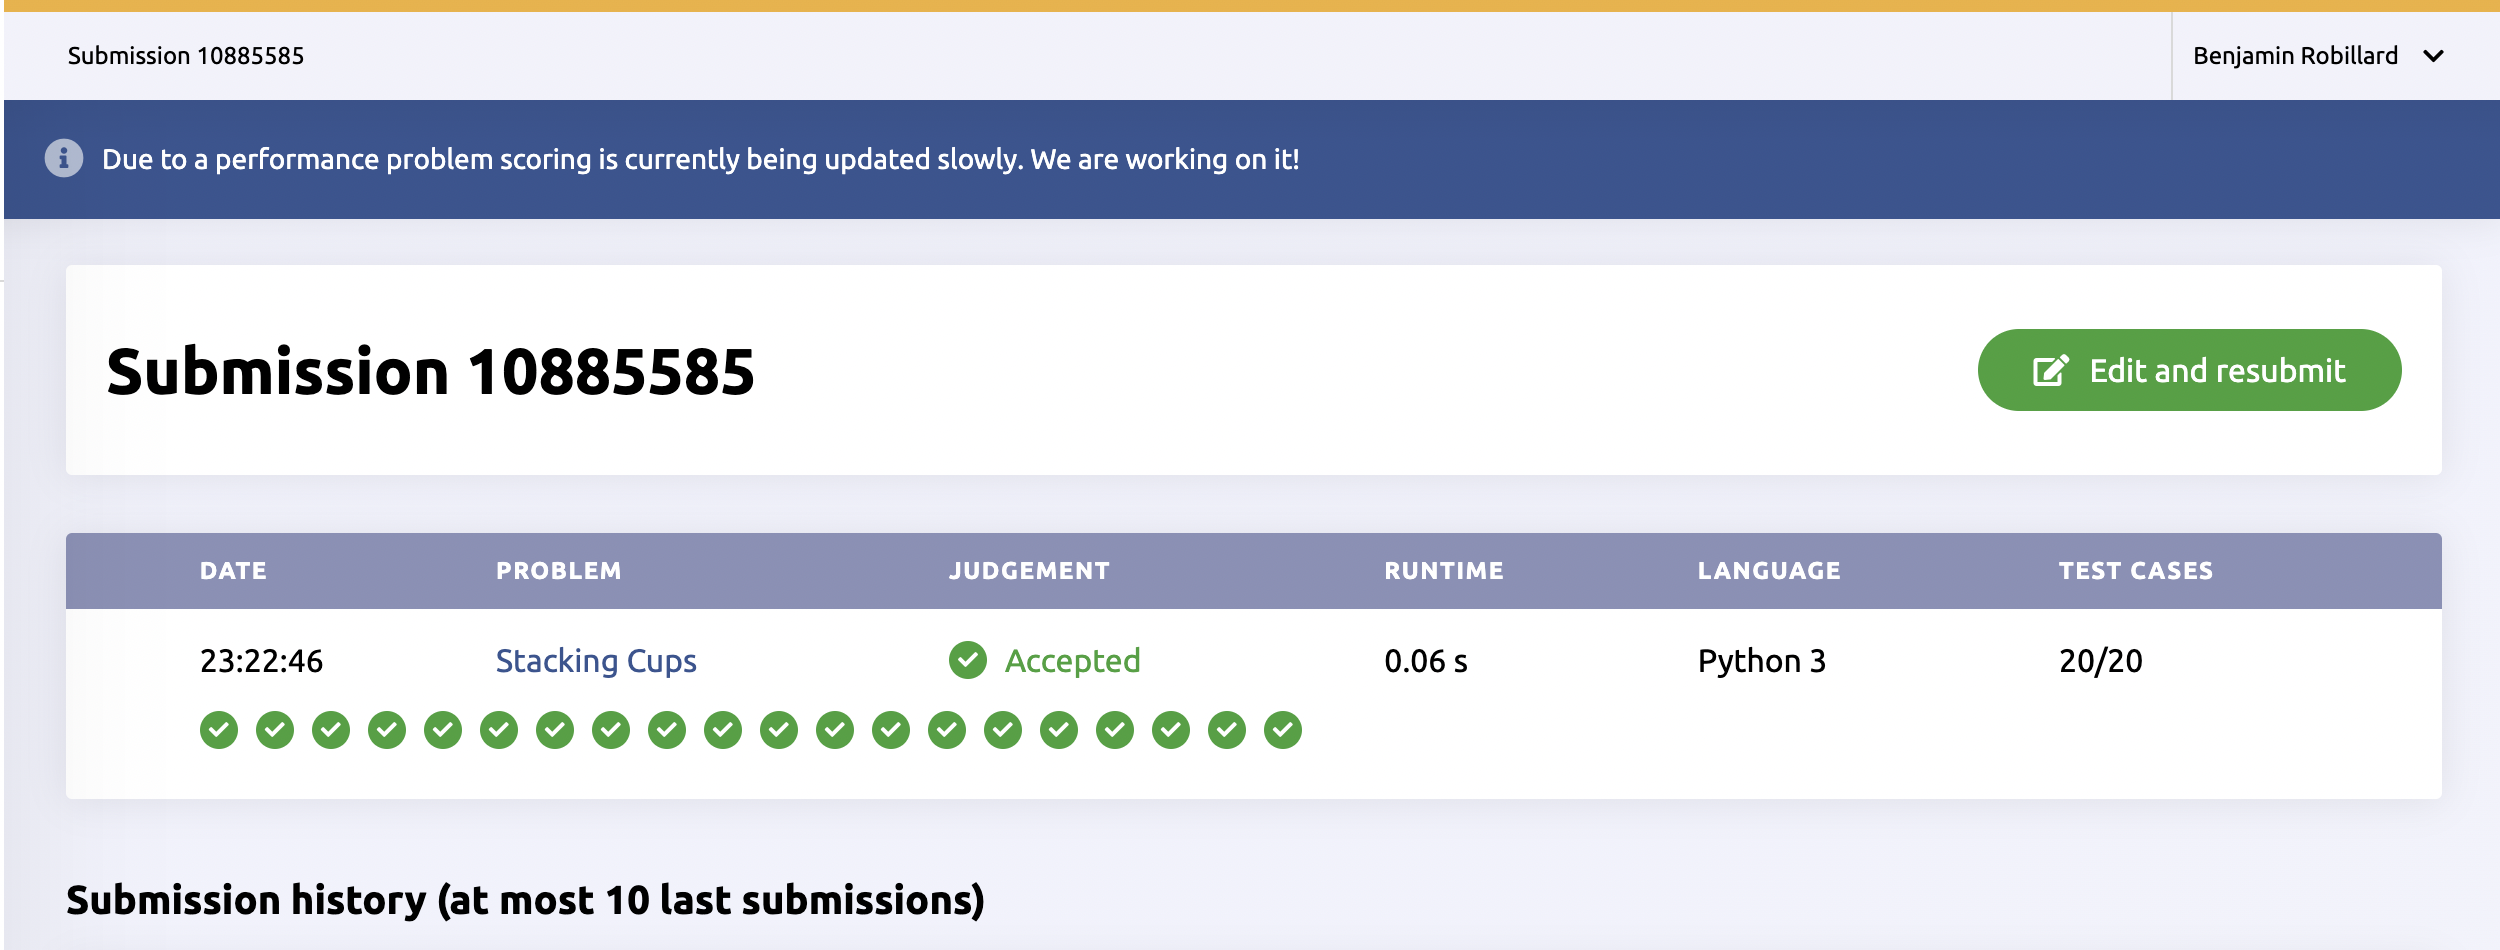 Submission 10885585
Benjamin Robillard
Due to a performance problem scoring is currently being updated slowly. We are working on it!
Submission 10885585
Edit and resubmit
DATE PROBLEM JUDGEMENT RUNTIME LANGUAGE TEST CASES
23:22:46 Stacking Cups Accepted 0.06 s Python 3 20/20
Submission history (at most 10 last submissions)